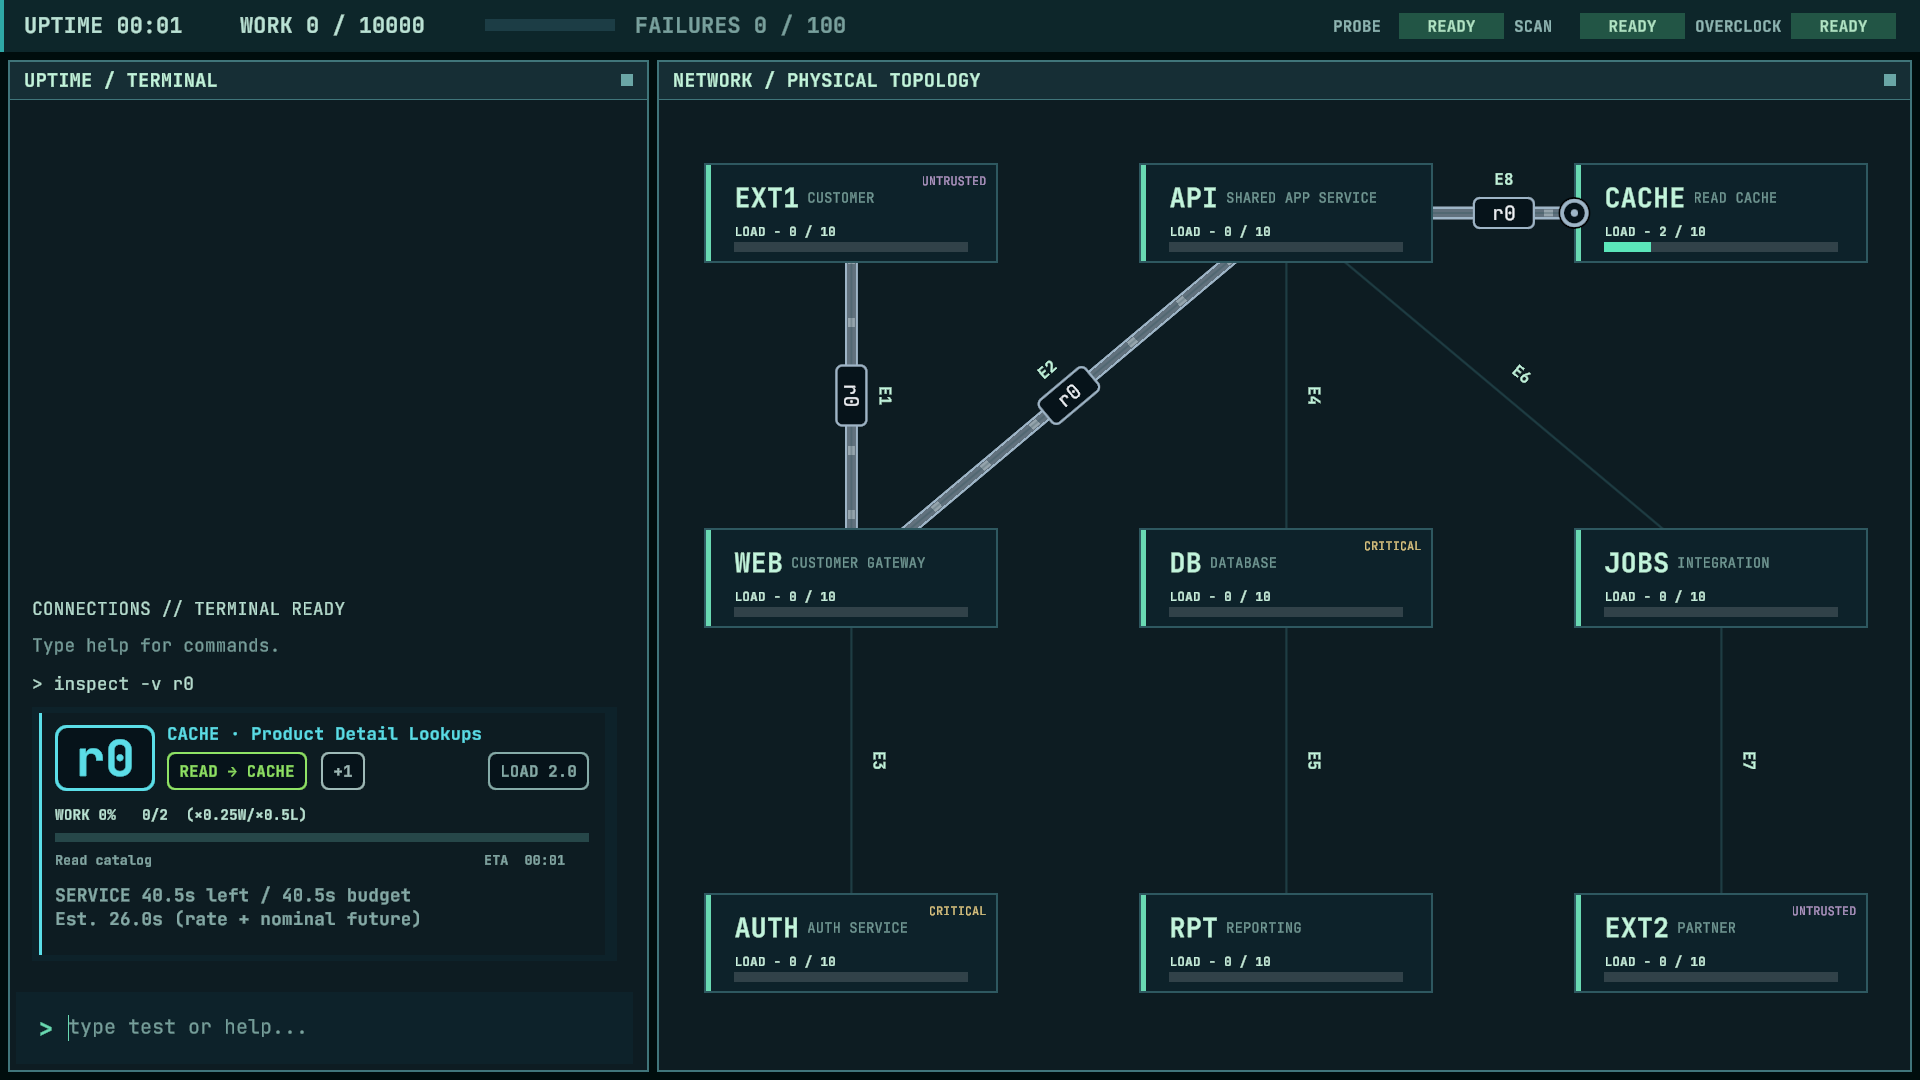 UPTIME 00:01 WORK 0 / 10000 FAILURES 0 / 100 PROBE READY SCAN READY OVERCLOCK READY
UPTIME / TERMINAL
CONNECTIONS // TERMINAL READY
Type help for commands.
> inspect -v r0
r0
CACHE · Product Detail Lookups
READ → CACHE +1 LOAD 2.0
WORK 0% 0/2 (×0.25W/×0.5L)
Read catalog ETA 00:01
SERVICE 40.5s left / 40.5s budget
Est. 26.0s (rate + nominal future)
> type test or help...
NETWORK / PHYSICAL TOPOLOGY
UNTRUSTED
EXT1 CUSTOMER
LOAD - 0 / 10
API SHARED APP SERVICE
LOAD - 0 / 10
E8
r0
CACHE READ CACHE
LOAD - 2 / 10
r0
E1
E2
r0
E4
E6
WEB CUSTOMER GATEWAY
LOAD - 0 / 10
CRITICAL
DB DATABASE
LOAD - 0 / 10
JOBS INTEGRATION
LOAD - 0 / 10
E3
E5
E7
CRITICAL
AUTH AUTH SERVICE
LOAD - 0 / 10
RPT REPORTING
LOAD - 0 / 10
UNTRUSTED
EXT2 PARTNER
LOAD - 0 / 10